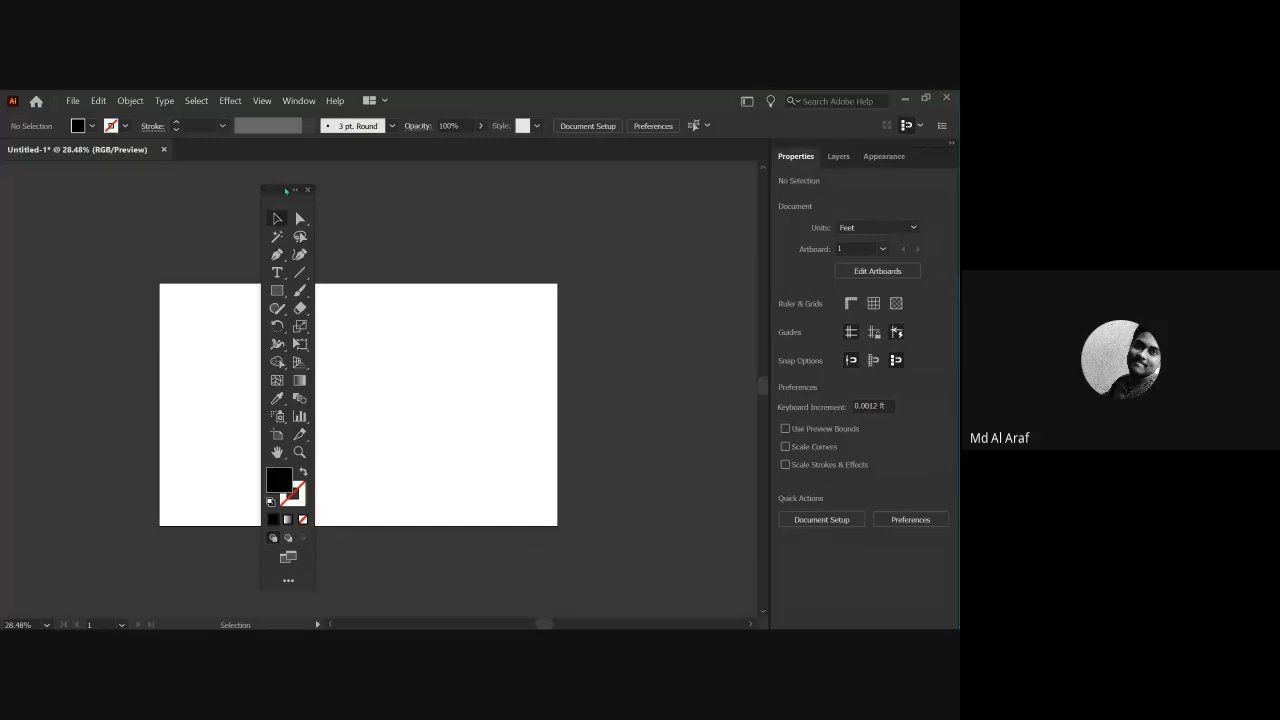 Ai File Edit Object Type Select Effect View Window Help Search Adobe Help
No Selection Stroke: 3 pt. Round Opacity: 100% Style: Document Setup Preferences
Untitled-1* @ 28.48% (RGB/Preview)
Properties Layers Appearance
No Selection
Document
Units: Feet
Artboard: 1
Edit Artboards
Ruler & Grids
Guides
Snap Options
Preferences
Keyboard Increment: 0.0012 ft
Use Preview Bounds
Md Al Araf
Scale Corners
Scale Strokes & Effects
Quick Actions
Document Setup Preferences
28.48% 1 Selection